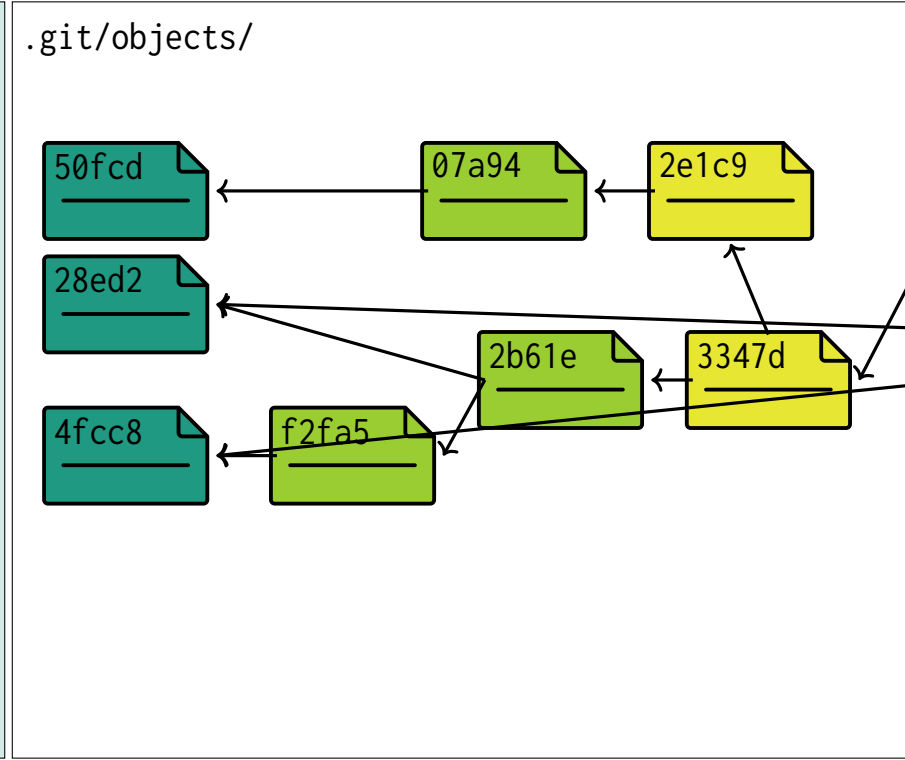 .git/objects/
50fcd
07a94
2e1c9
28ed2
2b61e
3347d
4fcc8
f2fa5